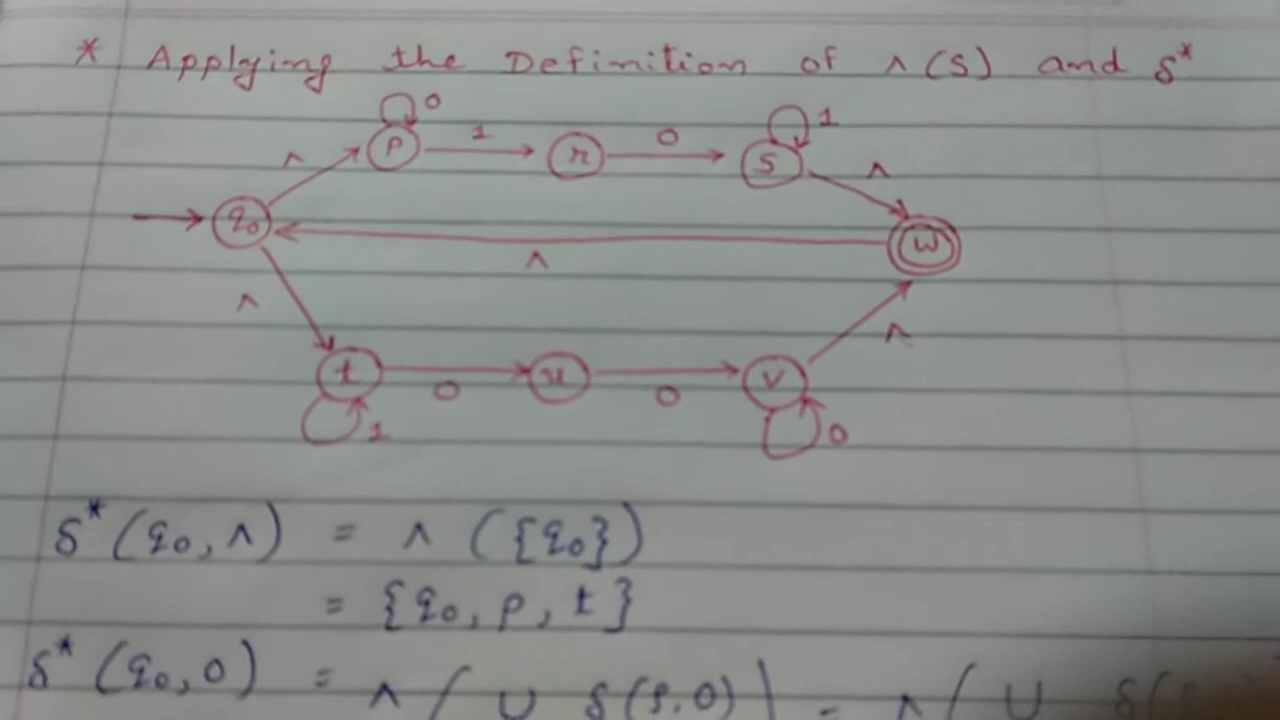 * Applying the Definition of ʌ(S) and δ*
0
ʌ p 1 r 0 s 1 ʌ
q₀ w
ʌ
ʌ ʌ
t 0 u 0 v
1 0
δ*(q₀, ʌ) = ʌ ({q₀})
= {q₀, p, t}
δ*(q₀, 0) = ʌ ( ∪ δ(p, 0) ) = ʌ ( ∪ δ(